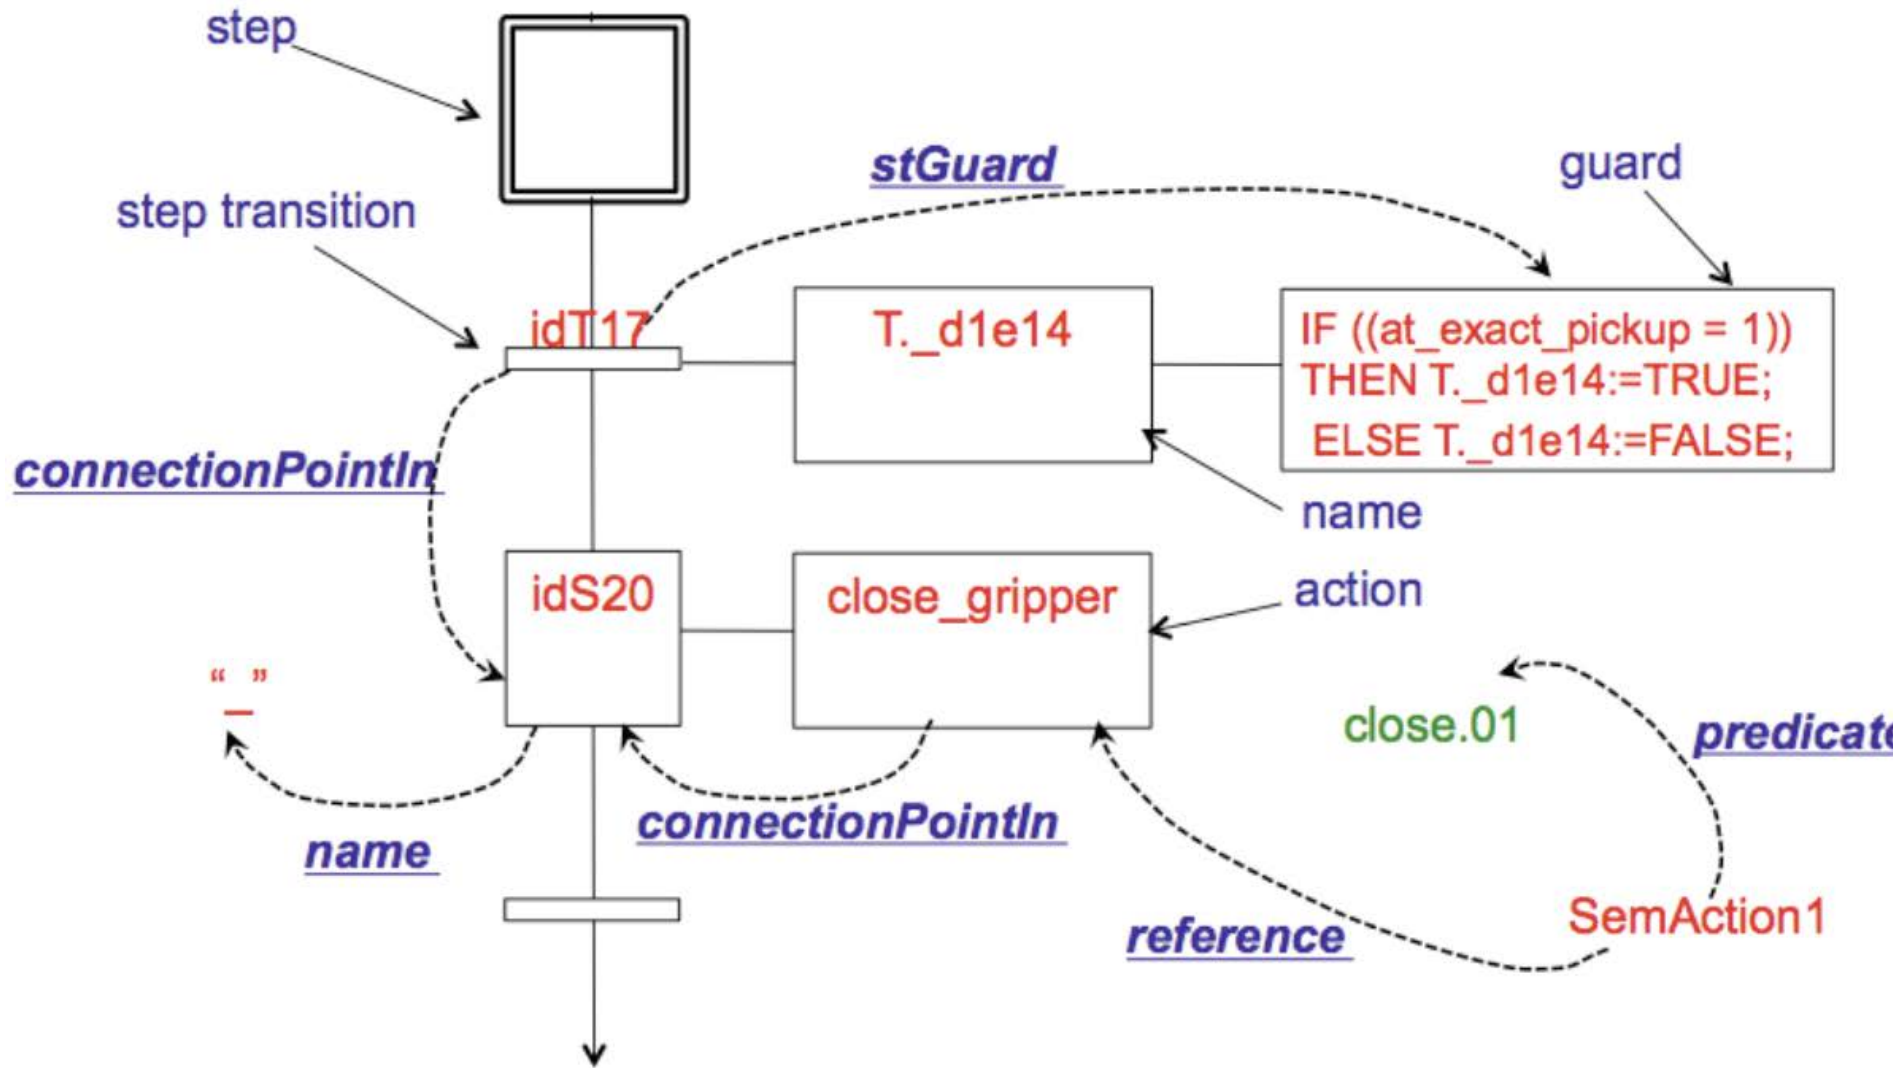 step
stGuard
guard
step transition
idT17
T._d1e14
IF ((at_exact_pickup = 1))
THEN T._d1e14:=TRUE;
ELSE T._d1e14:=FALSE;
connectionPointIn
name
idS20
close_gripper
action
“_”
close.01
predicate
connectionPointIn
name
SemAction1
reference